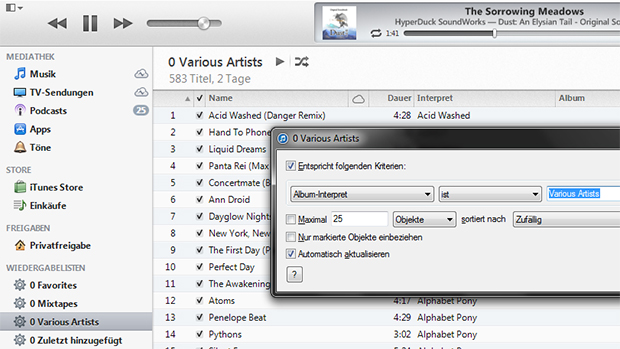 The Sorrowing Meadows
HyperDuck SoundWorks — Dust: An Elysian Tail - Original So
1:41
MEDIATHEK
Musik
TV-Sendungen
Podcasts 25
Apps
Töne
STORE
iTunes Store
Einkäufe
FREIGABEN
Privatfreigabe
WIEDERGABELISTEN
0 Favorites
0 Mixtapes
0 Various Artists
0 Zuletzt hinzugefügt
0 Various Artists
583 Titel, 2 Tage
Name Dauer Interpret Album
1 Acid Washed (Danger Remix) 4:28 Acid Washed
2 Hand To Phone
3 Liquid Dreams
4 Panta Rei (Max
5 Concertmate (B
6 Ann Droid
7 Dayglow Nights
8 New York, New
9 The First Day (P
10 Perfect Day
11 The Awakening
12 Atoms 4:17 Alphabet Pony
13 Penelope Beat 4:29 Alphabet Pony
14 Pythons 3:02 Alphabet Pony
0 Various Artists
Entspricht folgenden Kriterien:
Album-Interpret ist Various Artists
Maximal 25 Objekte sortiert nach Zufällig
Nur markierte Objekte einbeziehen
Automatisch aktualisieren
?